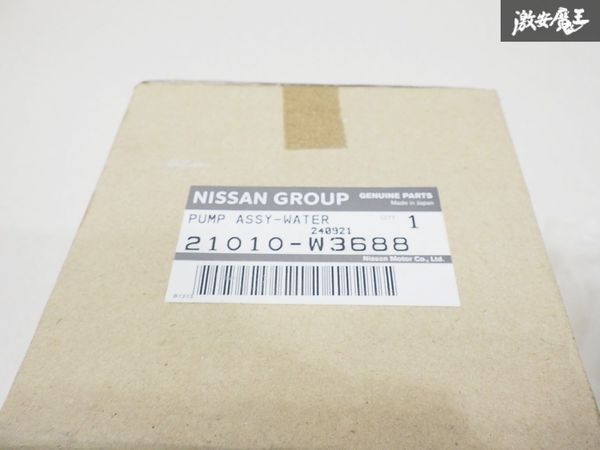 激安魔王
NISSAN GROUP GENUINE PARTS
Made in Japan
PUMP ASSY-WATER QTY 1
240921
21010-W3688
Nissan Motor Co., Ltd.